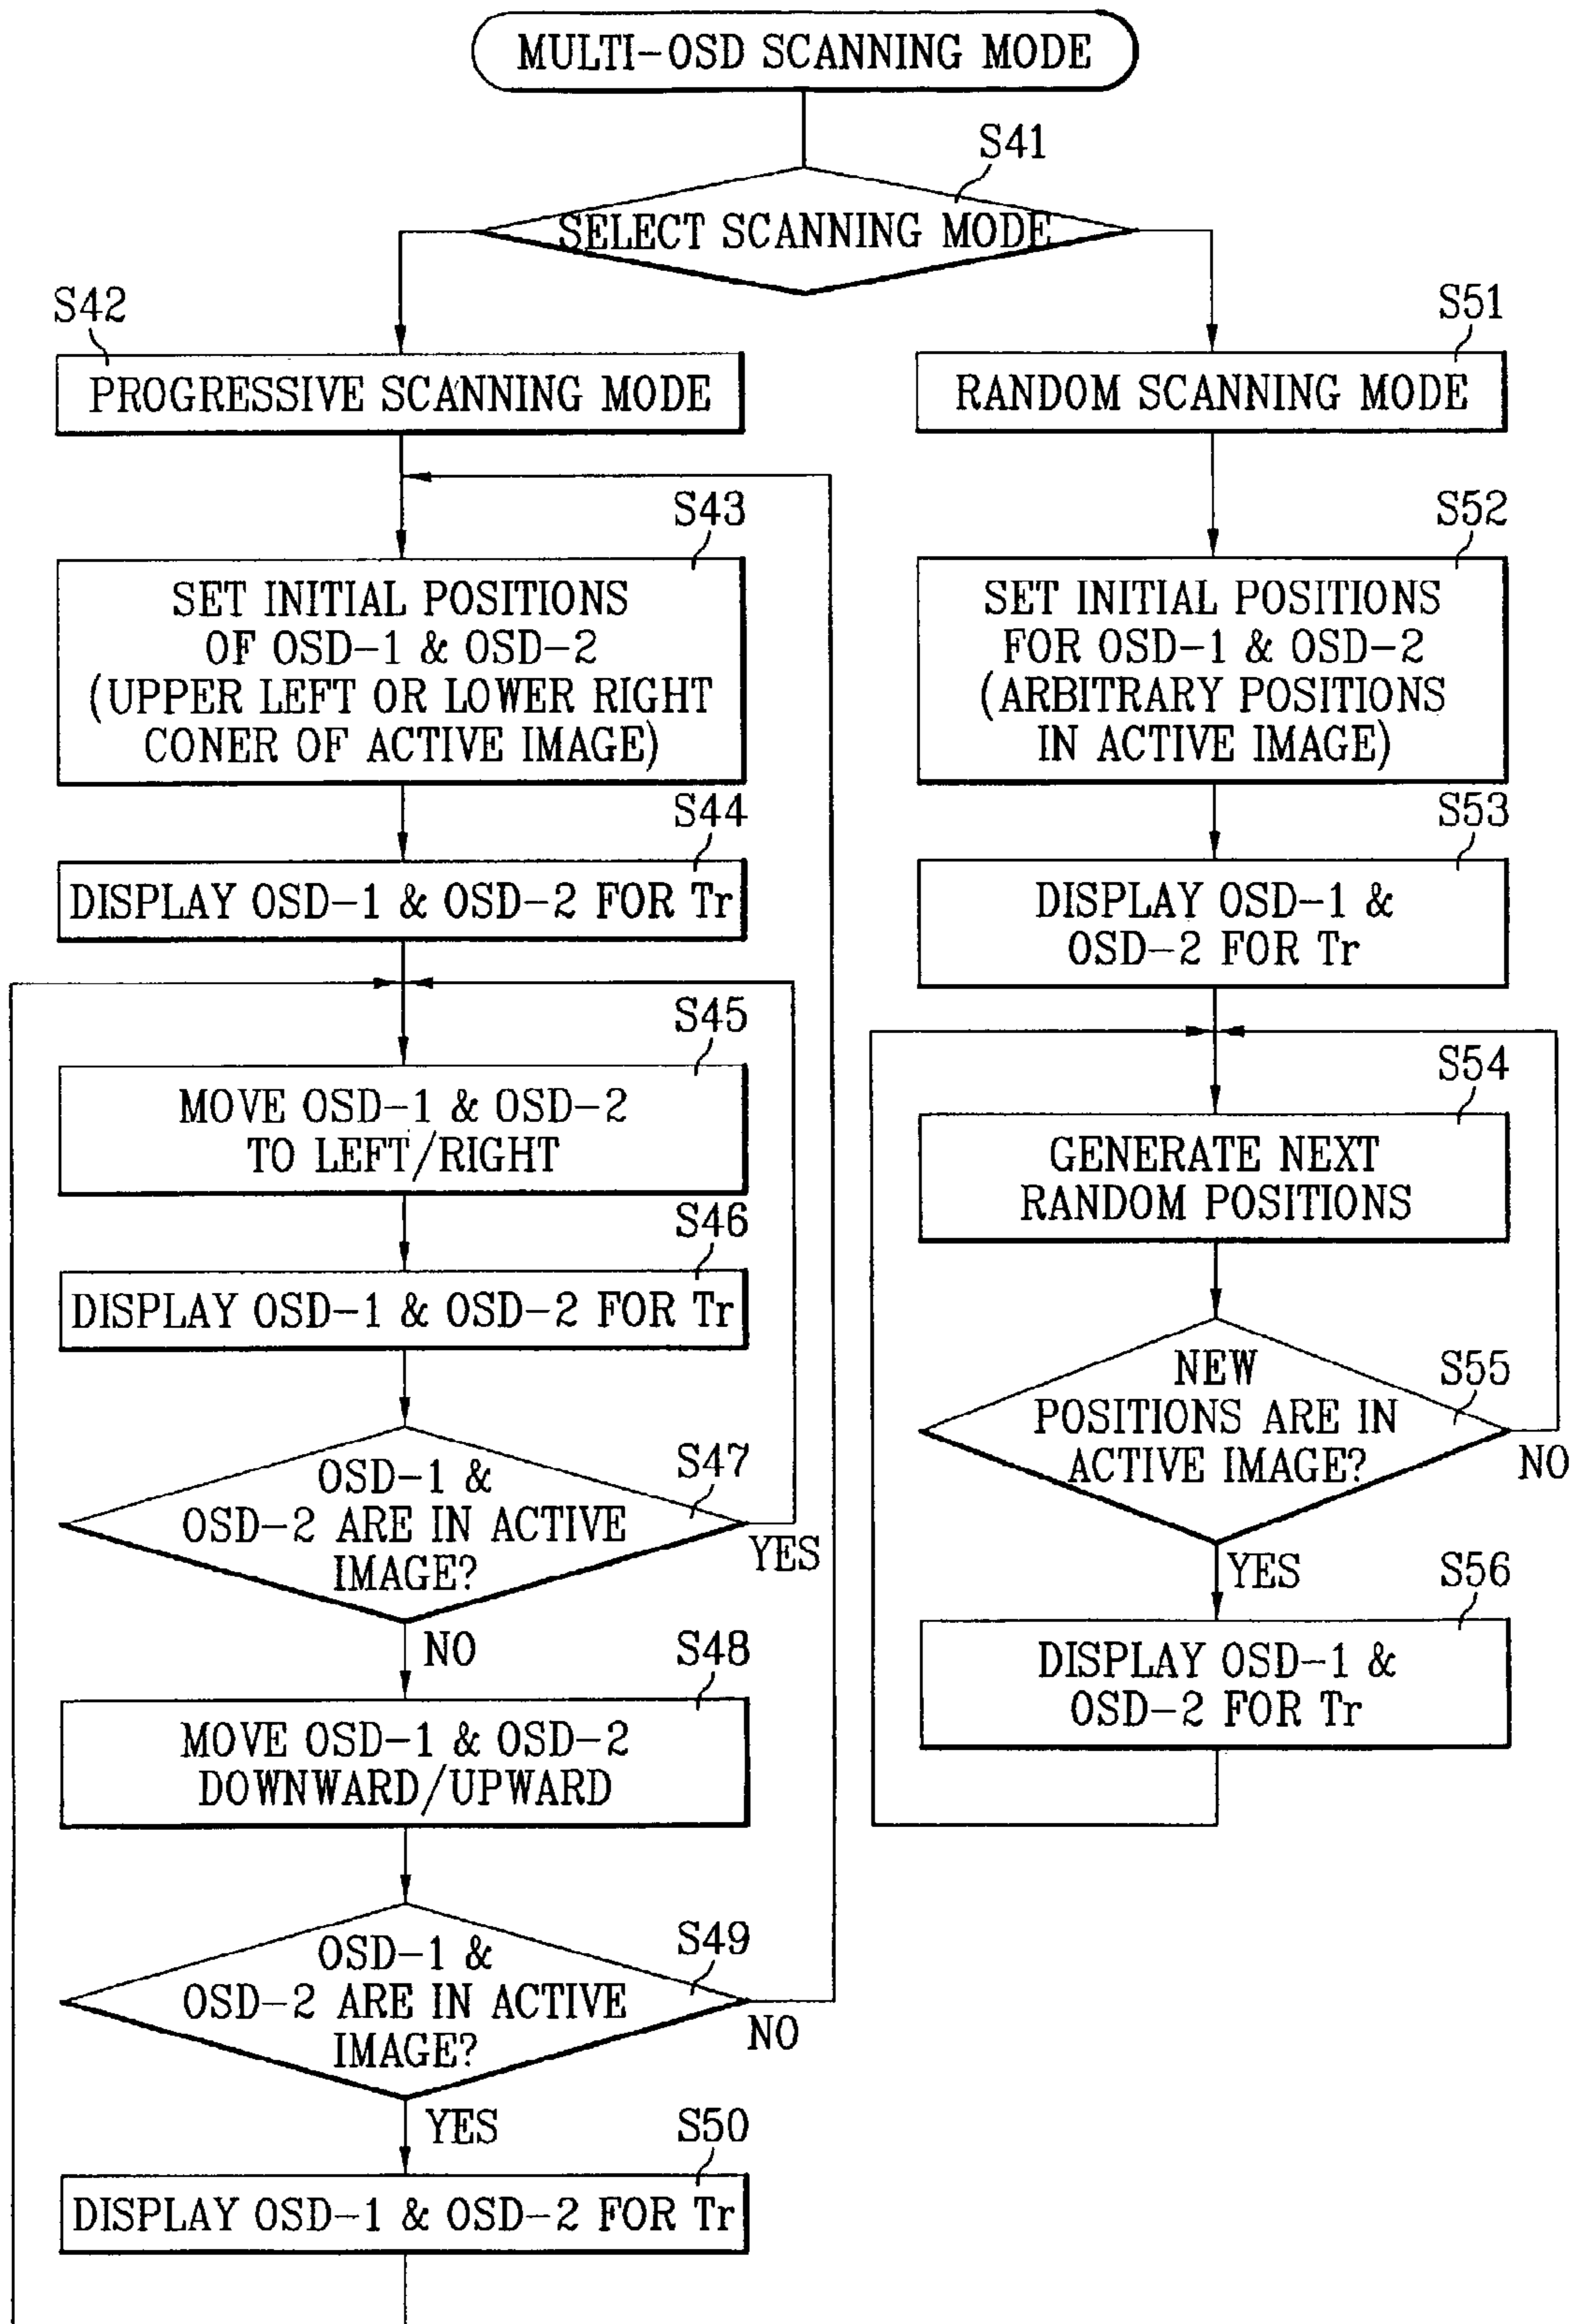 MULTI-OSD SCANNING MODE
S41
SELECT SCANNING MODE
S42
PROGRESSIVE SCANNING MODE
S43
SET INITIAL POSITIONS
OF OSD-1 & OSD-2
(UPPER LEFT OR LOWER RIGHT
CONER OF ACTIVE IMAGE)
S44
DISPLAY OSD-1 & OSD-2 FOR Tr
S45
MOVE OSD-1 & OSD-2
TO LEFT/RIGHT
S46
DISPLAY OSD-1 & OSD-2 FOR Tr
S47
OSD-1 &
OSD-2 ARE IN ACTIVE
IMAGE?
YES
NO
S48
MOVE OSD-1 & OSD-2
DOWNWARD/UPWARD
S49
OSD-1 &
OSD-2 ARE IN ACTIVE
IMAGE?
NO
YES
S50
DISPLAY OSD-1 & OSD-2 FOR Tr
S51
RANDOM SCANNING MODE
S52
SET INITIAL POSITIONS
FOR OSD-1 & OSD-2
(ARBITRARY POSITIONS
IN ACTIVE IMAGE)
S53
DISPLAY OSD-1 &
OSD-2 FOR Tr
S54
GENERATE NEXT
RANDOM POSITIONS
S55
NEW
POSITIONS ARE IN
ACTIVE IMAGE?
NO
YES
S56
DISPLAY OSD-1 &
OSD-2 FOR Tr